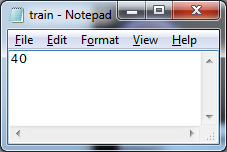 train - Notepad
File Edit Format View Help
40